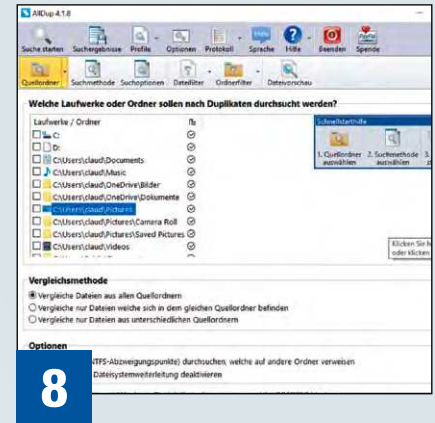 AllDup 4.1.8
Suche starten Suchergebnisse Profile Optionen Protokoll Sprache Hilfe Beenden Spende
Quellordner Suchmethode Suchoptionen Dateifilter Ordnerfilter Dateivorschau
Welche Laufwerke oder Ordner sollen nach Duplikaten durchsucht werden?
Laufwerke / Ordner
C:
D:
C:\Users\claud\Documents
C:\Users\claud\Music
C:\Users\claud\OneDrive\Bilder
C:\Users\claud\OneDrive\Dokumente
C:\Users\claud\Pictures
C:\Users\claud\Pictures\Camera Roll
C:\Users\claud\Pictures\Saved Pictures
C:\Users\claud\Videos
Schnellstarthilfe
1. Quellordner auswählen 2. Suchmethode auswählen 3.
Klicken Sie
oder klicken
Vergleichsmethode
Vergleiche Dateien aus allen Quellordnern
Vergleiche nur Dateien welche sich in dem gleichen Quellordner befinden
Vergleiche nur Dateien aus unterschiedlichen Quellordnern
Optionen
NTFS-Abzweigungspunkte) durchsuchen, welche auf andere Ordner verweisen
Dateisystemweiterleitung deaktivieren
8